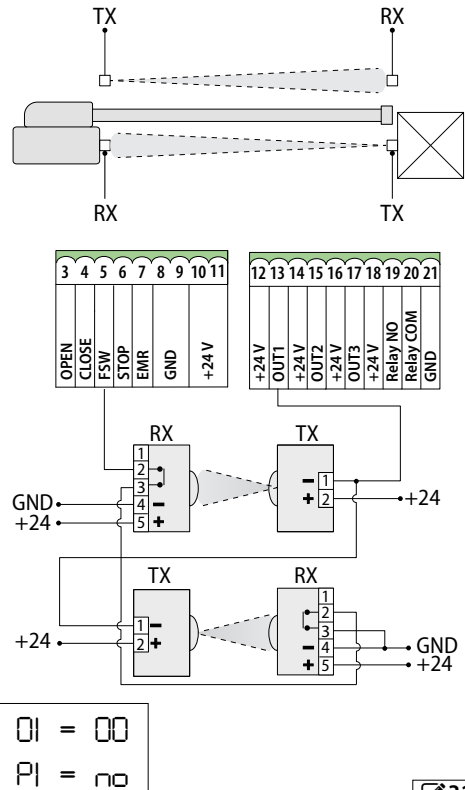 TX RX
RX TX
3 4 5 6 7 8 9 10 11
OPEN CLOSE FSW STOP EMR GND +24 V
12 13 14 15 16 17 18 19 20 21
+24 V OUT1 +24 V OUT2 +24 V OUT3 +24 V Relay NO Relay COM GND
RX TX
1
2
3
GND 4 -
+24 5 +
- 1
+ 2 +24
TX RX
1 -
+24 2 +
1
2
3
- 4 GND
+ 5 +24
01 = 00
P1 = no